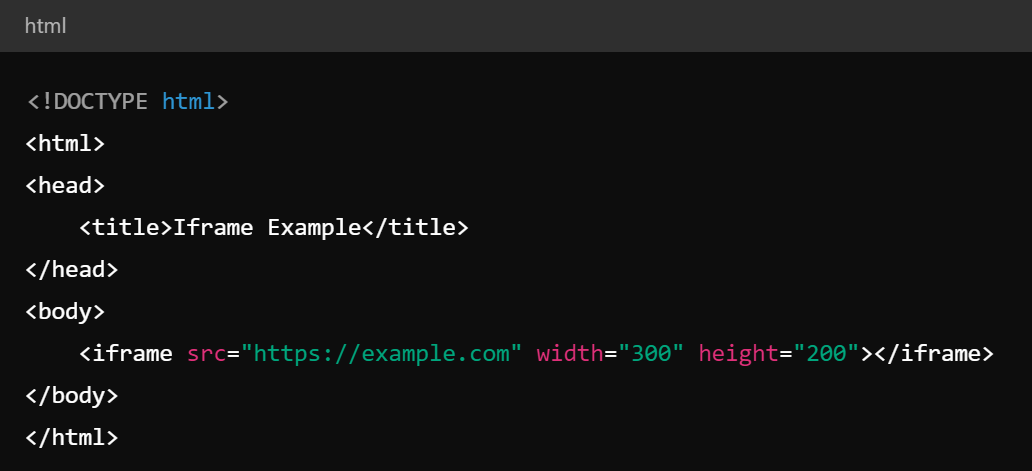 html
<!DOCTYPE html>
<html>
<head>
    <title>Iframe Example</title>
</head>
<body>
    <iframe src="https://example.com" width="300" height="200"></iframe>
</body>
</html>